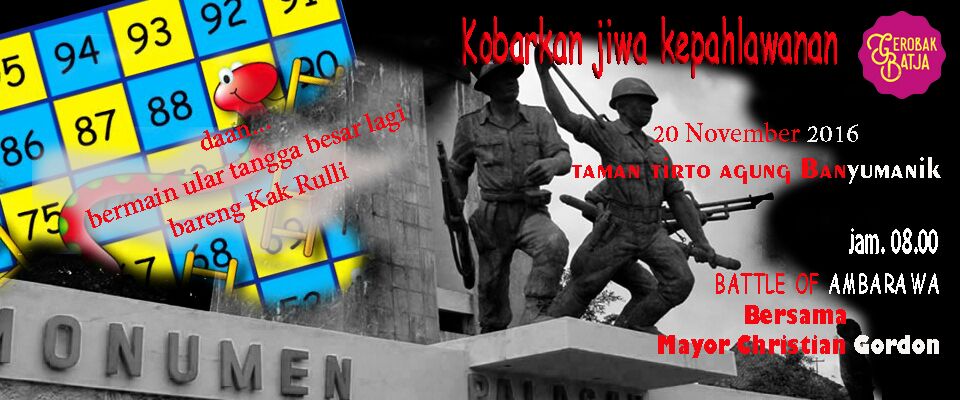 95 94 93 92 91
86 87 88 90
75 68 69
67
52
daan...
bermain ular tangga besar lagi
bareng Kak Rulli
MONUMEN
Kobarkan jiwa kepahlawanan
GEROBAK
BATJA
20 November 2016
taman tirto agung Banyumanik
jam. 08.00
BATTLE OF AMBARAWA
Bersama
Mayor Christian Gordon